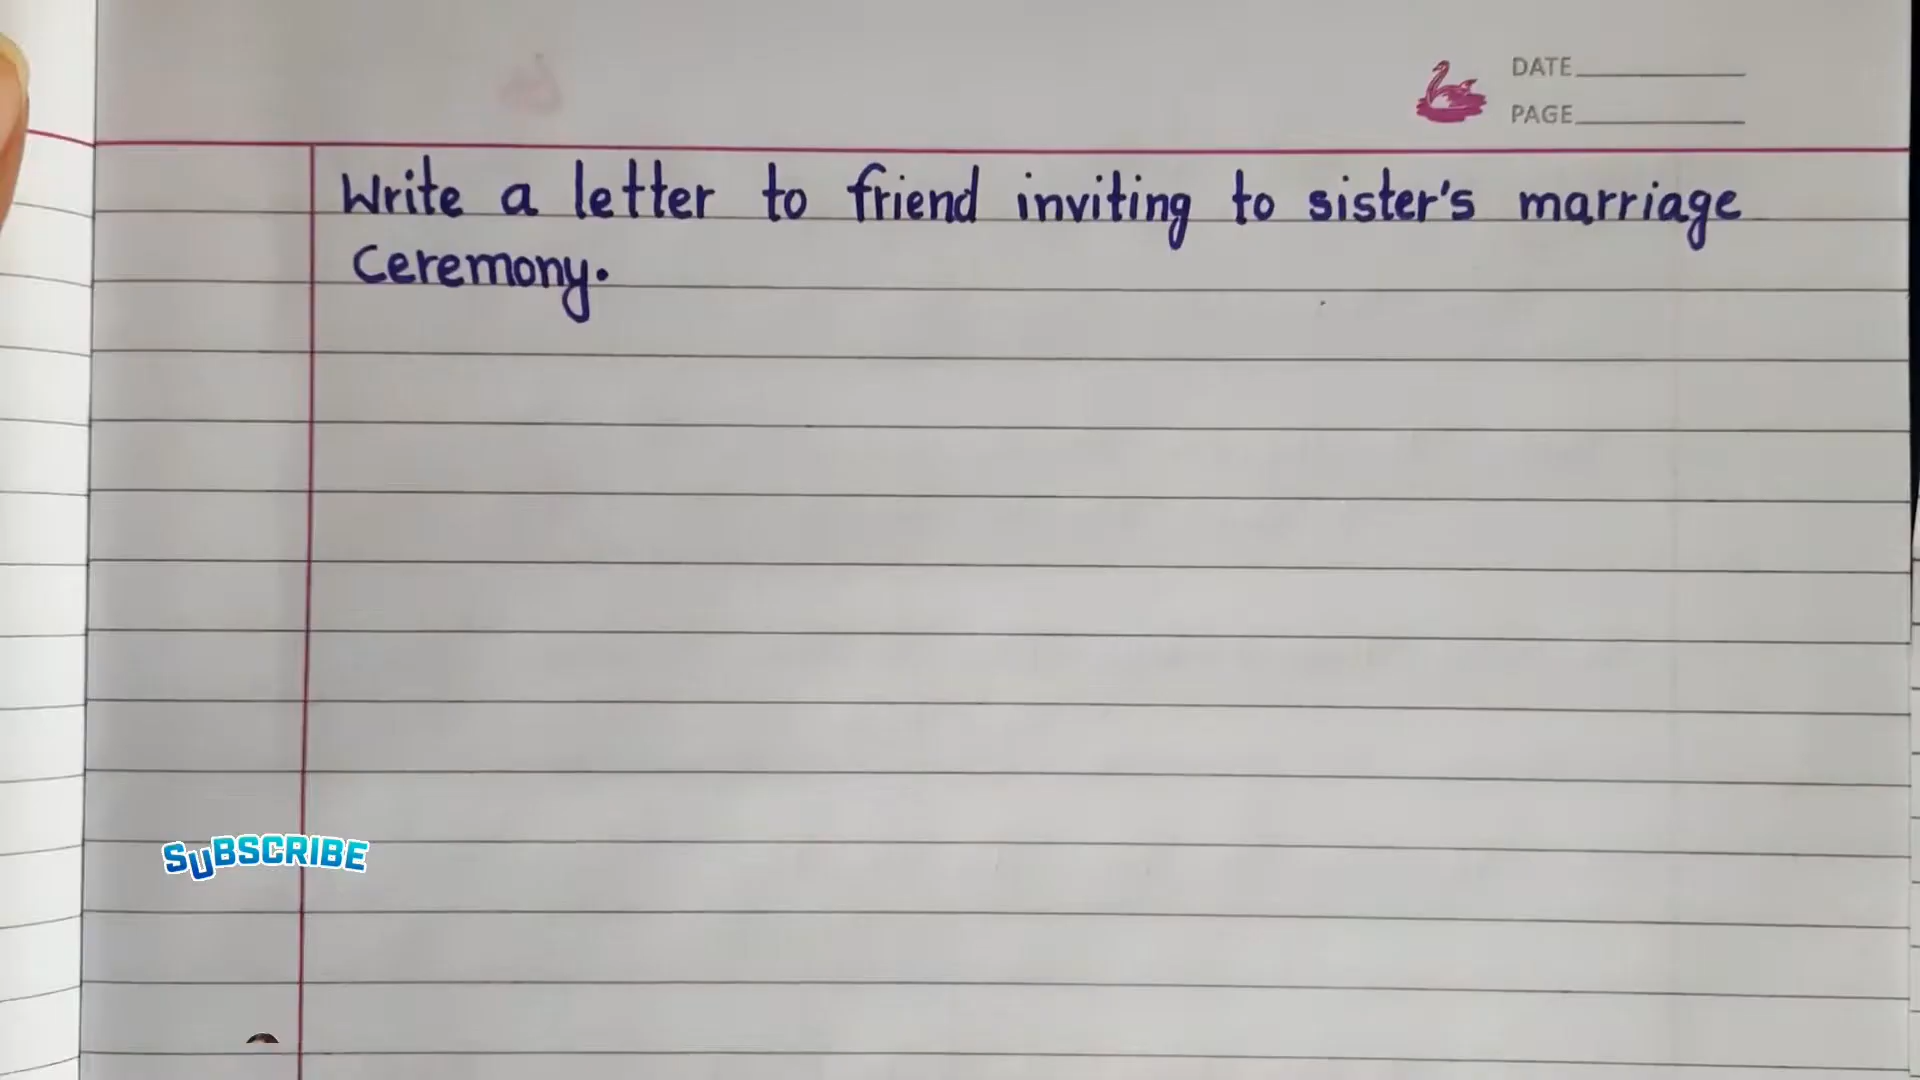 DATE
PAGE
Write a letter to friend inviting to sister's marriage
ceremony.
SUBSCRIBE